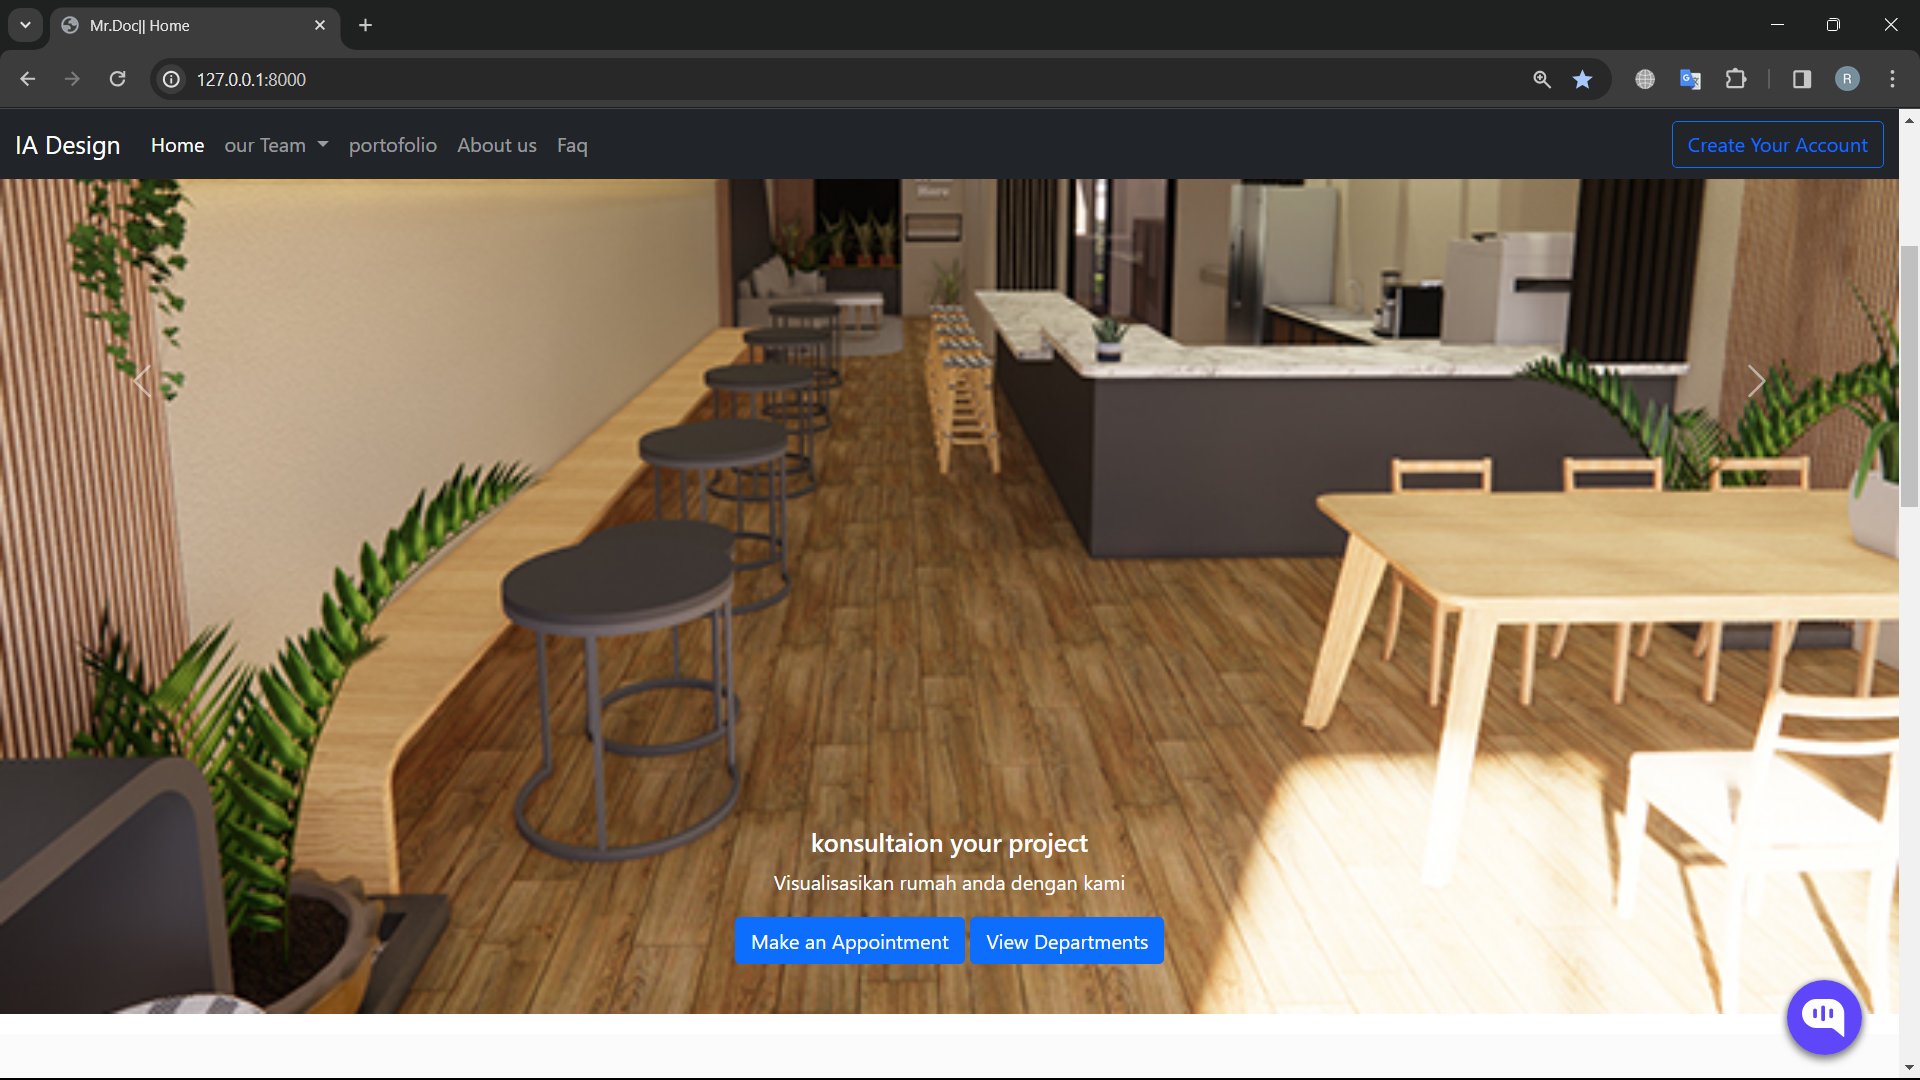 Mr.Doc|| Home
127.0.0.1:8000
R
IA Design
Home
our Team
portofolio
About us
Faq
Create Your Account
Here
konsultaion your project
Visualisasikan rumah anda dengan kami
Make an Appointment
View Departments